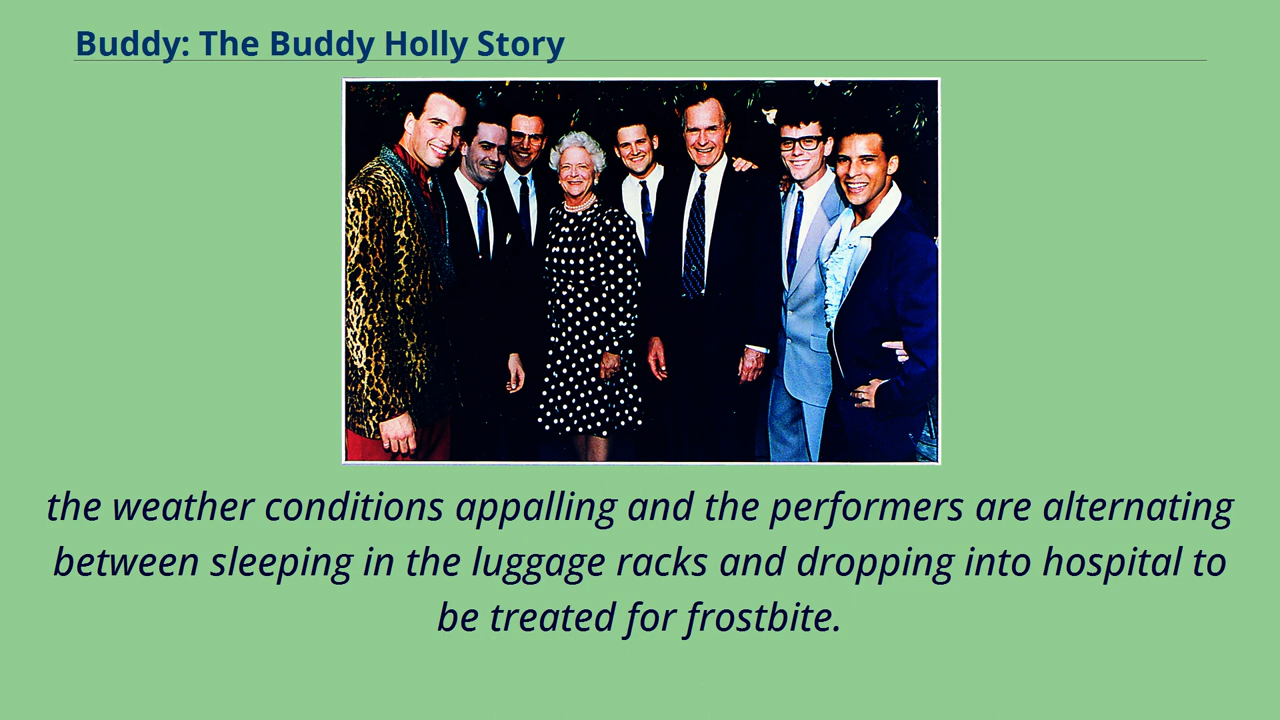 Buddy: The Buddy Holly Story
the weather conditions appalling and the performers are alternating
between sleeping in the luggage racks and dropping into hospital to
be treated for frostbite.